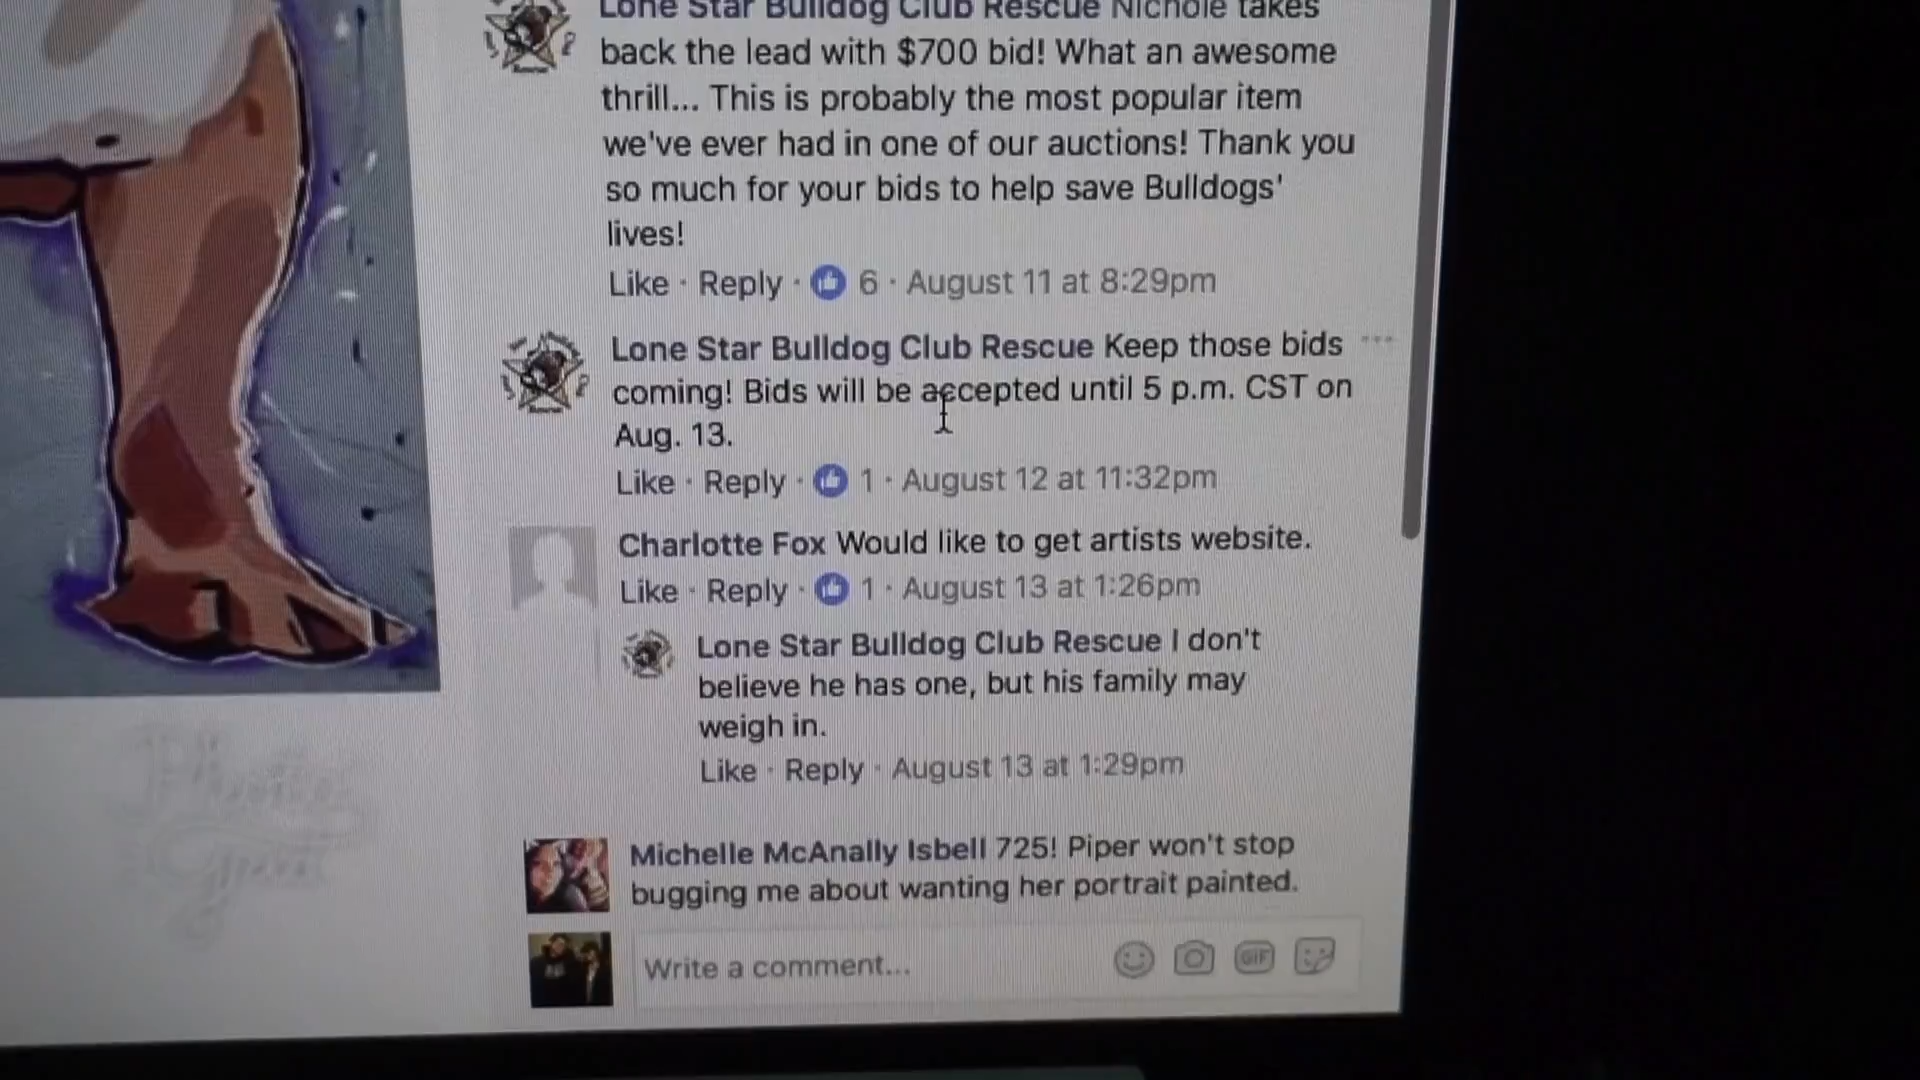 Lone Star Bulldog Club Rescue Nichole takes
back the lead with $700 bid! What an awesome
thrill... This is probably the most popular item
we've ever had in one of our auctions! Thank you
so much for your bids to help save Bulldogs'
lives!
Like · Reply · 6 · August 11 at 8:29pm
Lone Star Bulldog Club Rescue Keep those bids
coming! Bids will be accepted until 5 p.m. CST on
Aug. 13.
Like · Reply · 1 · August 12 at 11:32pm
Charlotte Fox Would like to get artists website.
Like · Reply · 1 · August 13 at 1:26pm
Lone Star Bulldog Club Rescue I don't
believe he has one, but his family may
weigh in.
Like · Reply · August 13 at 1:29pm
Michelle McAnally Isbell 725! Piper won't stop
bugging me about wanting her portrait painted.
Write a comment...
GIF